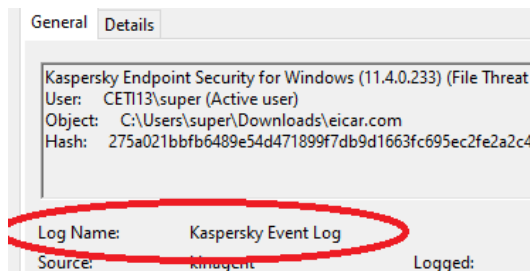 General Details
Kaspersky Endpoint Security for Windows (11.4.0.233) (File Threat
User: CETI13\super (Active user)
Object: C:\Users\super\Downloads\eicar.com
Hash: 275a021bbfb6489e54d471899f7db9d1663fc695ec2fe2a2c4
Log Name: Kaspersky Event Log
Source: klnagent Logged: